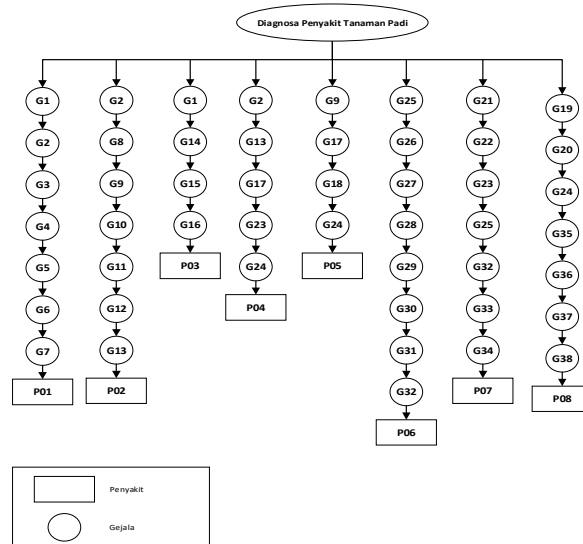 Diagnosa Penyakit Tanaman Padi
G1
G2
G3
G4
G5
G6
G7
P01
G2
G8
G9
G10
G11
G12
G13
P02
G1
G14
G15
G16
P03
G2
G13
G17
G23
G24
P04
G9
G17
G18
G24
P05
G25
G26
G27
G28
G29
G30
G31
G32
P06
G21
G22
G23
G25
G32
G33
G34
P07
G19
G20
G24
G35
G36
G37
G38
P08
Penyakit
Gejala